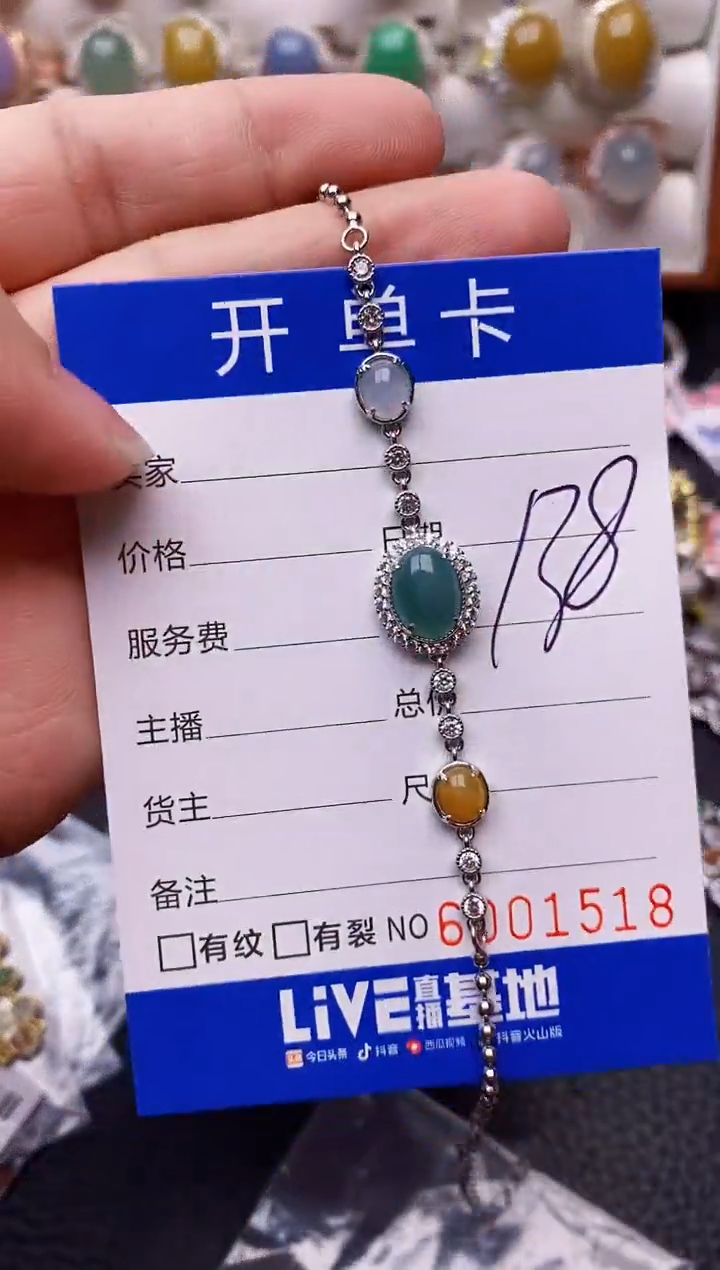 开单卡
家
价格 日期
服务费
主播 总价
货主 尺
备注
138
有纹 有裂 NO 6001518
LiVE直播基地
今日头条 抖音 西瓜视频 抖音火山版